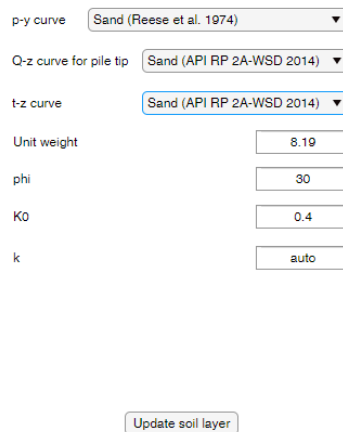 p-y curve Sand (Reese et al. 1974)
Q-z curve for pile tip Sand (API RP 2A-WSD 2014)
t-z curve Sand (API RP 2A-WSD 2014)
Unit weight 8.19
phi 30
K0 0.4
k auto
Update soil layer